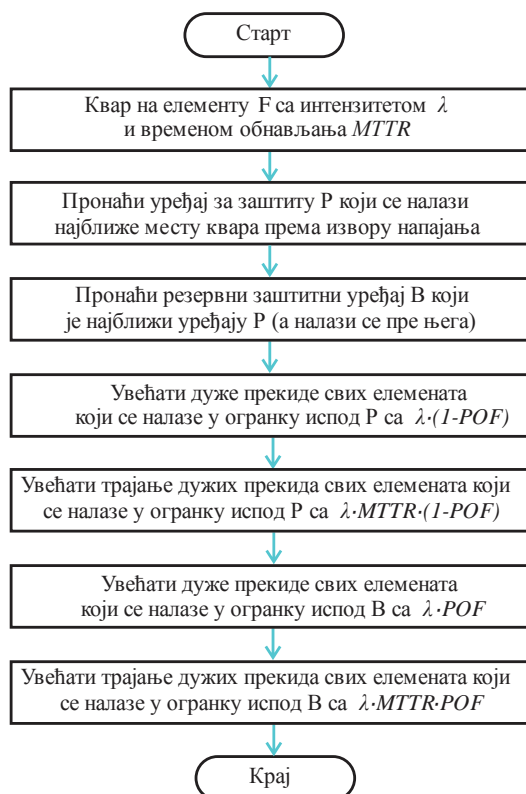 Старт
Квар на елементу F са интензитетом λ
и временом обнављања MTTR
Пронаћи уређај за заштиту P који се налази
најближе месту квара према извору напајања
Пронаћи резервни заштитни уређај B који
је најближи уређају P (а налази се пре њега)
Увећати дуже прекиде свих елемената
који се налазе у огранку испод P са λ·(1-POF)
Увећати трајање дужих прекида свих елемената који
се налазе у огранку испод P са λ·MTTR·(1-POF)
Увећати дуже прекиде свих елемената
који се налазе у огранку испод B са λ·POF
Увећати трајање дужих прекида свих елемената који
се налазе у огранку испод B са λ·MTTR·POF
Крај